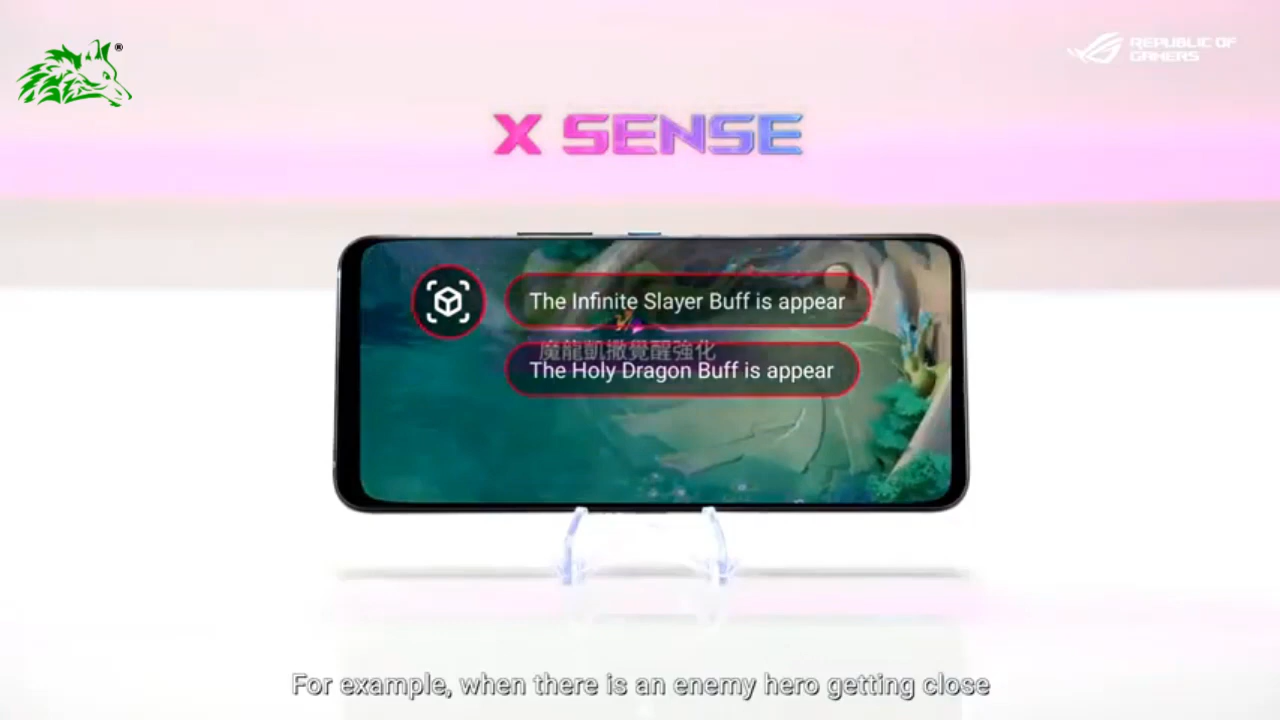 ®
REPUBLIC OF
GAMERS
X SENSE
The Infinite Slayer Buff is appear
魔龍凱撒覺醒強化
The Holy Dragon Buff is appear
For example, when there is an enemy hero getting close